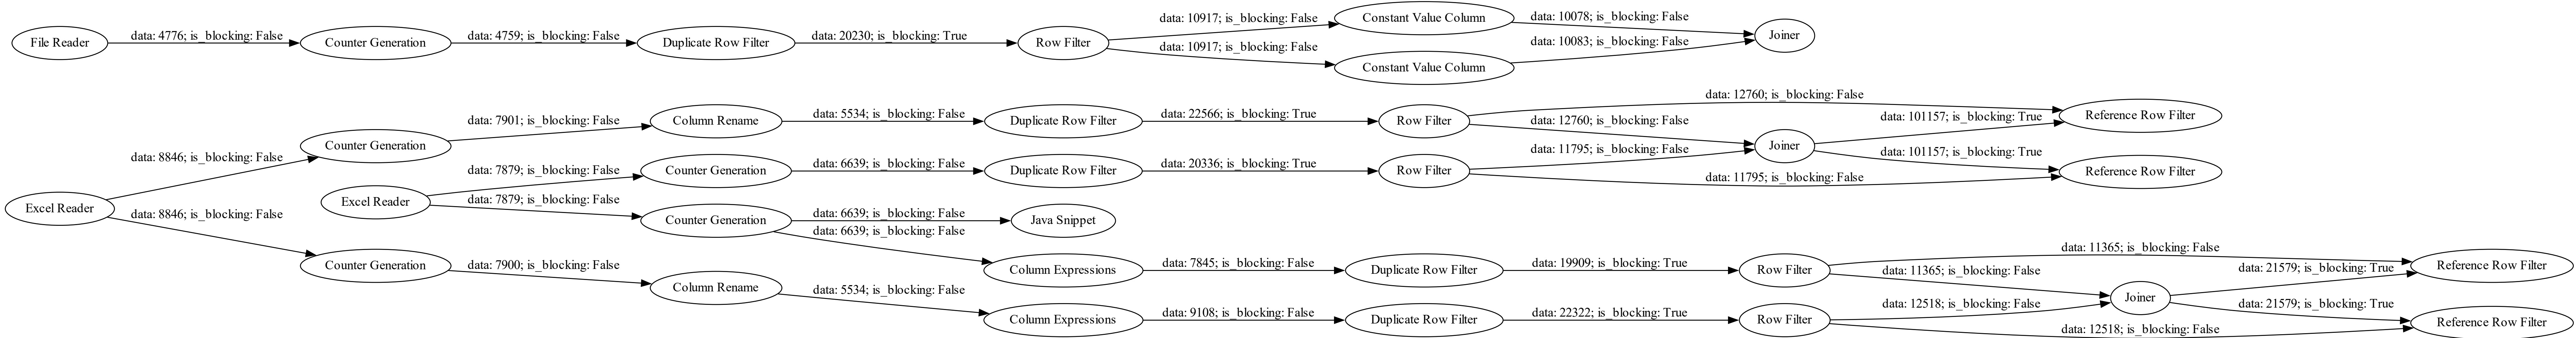 data: 10917; is_blocking: False
Constant Value Column
data: 10078; is_blocking: False
File Reader
data: 4776; is_blocking: False
Counter Generation
data: 4759; is_blocking: False
Duplicate Row Filter
data: 20230; is_blocking: True
Row Filter
Joiner
data: 10917; is_blocking: False
Constant Value Column
data: 10083; is_blocking: False
data: 12760; is_blocking: False
data: 7901; is_blocking: False
Column Rename
data: 5534; is_blocking: False
Duplicate Row Filter
data: 22566; is_blocking: True
Row Filter
data: 12760; is_blocking: False
data: 101157; is_blocking: True
Reference Row Filter
data: 8846; is_blocking: False
Counter Generation
data: 11795; is_blocking: False
Joiner
data: 101157; is_blocking: True
data: 7879; is_blocking: False
Counter Generation
data: 6639; is_blocking: False
Duplicate Row Filter
data: 20336; is_blocking: True
Row Filter
data: 11795; is_blocking: False
Reference Row Filter
Excel Reader
Excel Reader
data: 7879; is_blocking: False
Counter Generation
data: 6639; is_blocking: False
Java Snippet
data: 8846; is_blocking: False
data: 6639; is_blocking: False
Counter Generation
data: 7900; is_blocking: False
Column Expressions
data: 7845; is_blocking: False
Duplicate Row Filter
data: 19909; is_blocking: True
Row Filter
data: 11365; is_blocking: False
data: 11365; is_blocking: False
data: 21579; is_blocking: True
Reference Row Filter
Column Rename
data: 5534; is_blocking: False
Column Expressions
data: 9108; is_blocking: False
Duplicate Row Filter
data: 22322; is_blocking: True
Row Filter
data: 12518; is_blocking: False
Joiner
data: 21579; is_blocking: True
data: 12518; is_blocking: False
Reference Row Filter